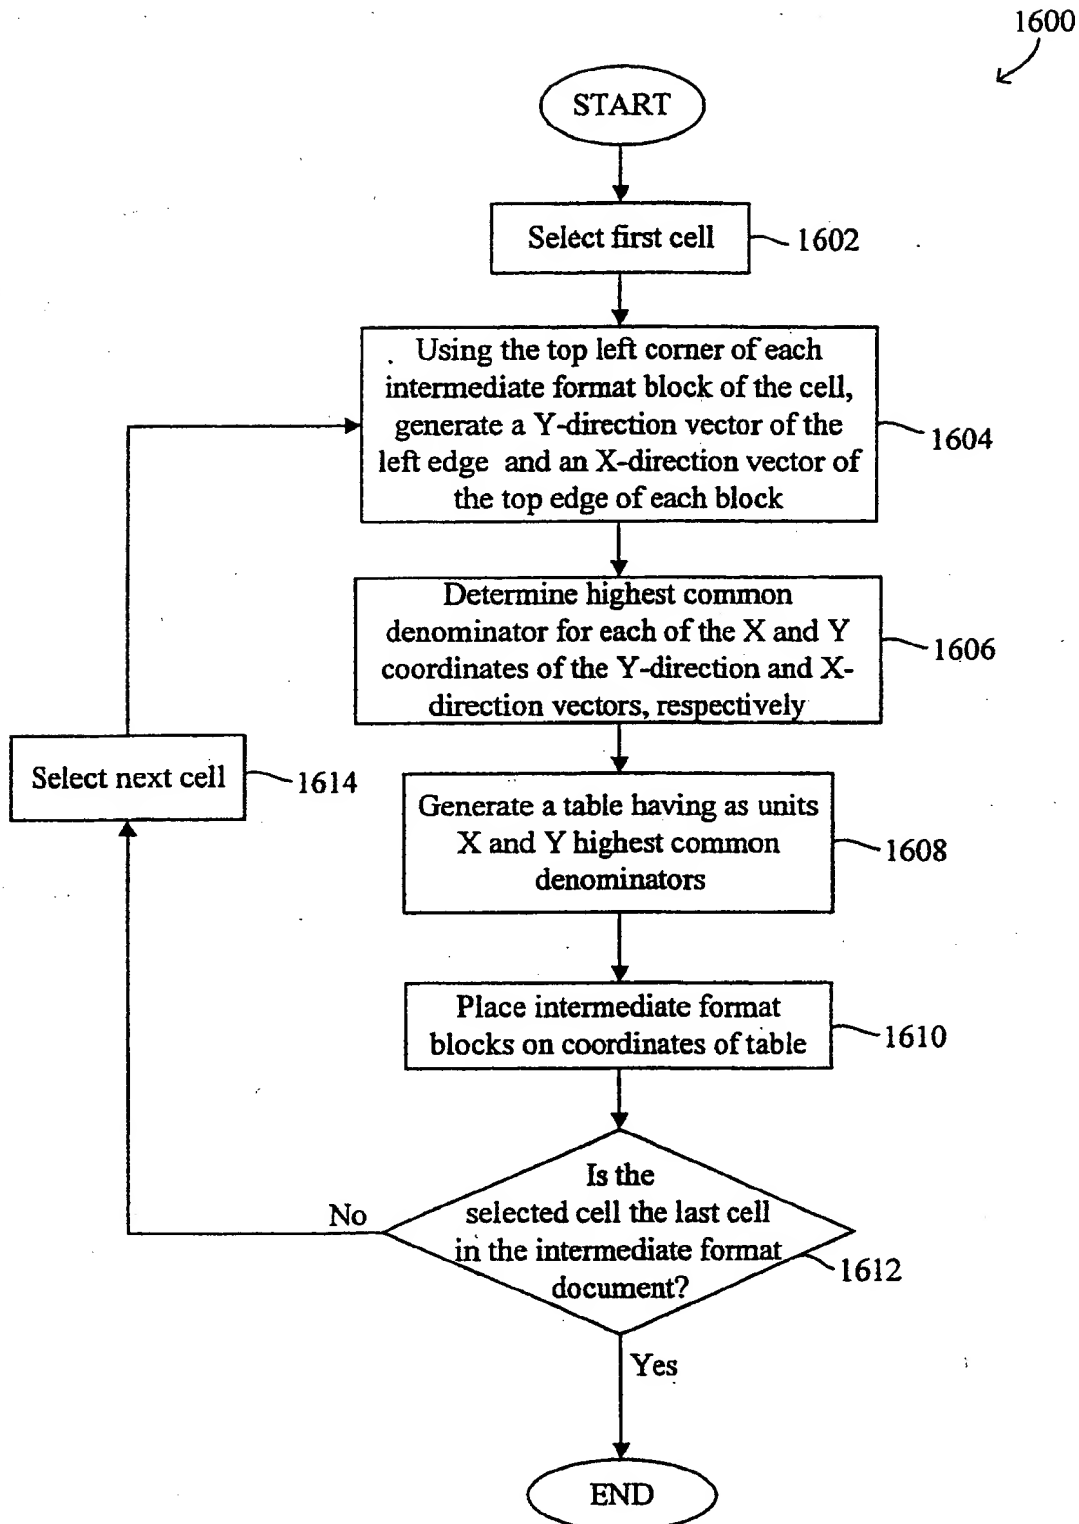 1600
START
Select first cell
1602
Using the top left corner of each
intermediate format block of the cell,
generate a Y-direction vector of the
left edge and an X-direction vector of
the top edge of each block
1604
Determine highest common
denominator for each of the X and Y
coordinates of the Y-direction and X-
direction vectors, respectively
1606
Select next cell
1614
Generate a table having as units
X and Y highest common
denominators
1608
Place intermediate format
blocks on coordinates of table
1610
Is the
selected cell the last cell
in the intermediate format
document?
No
1612
Yes
END